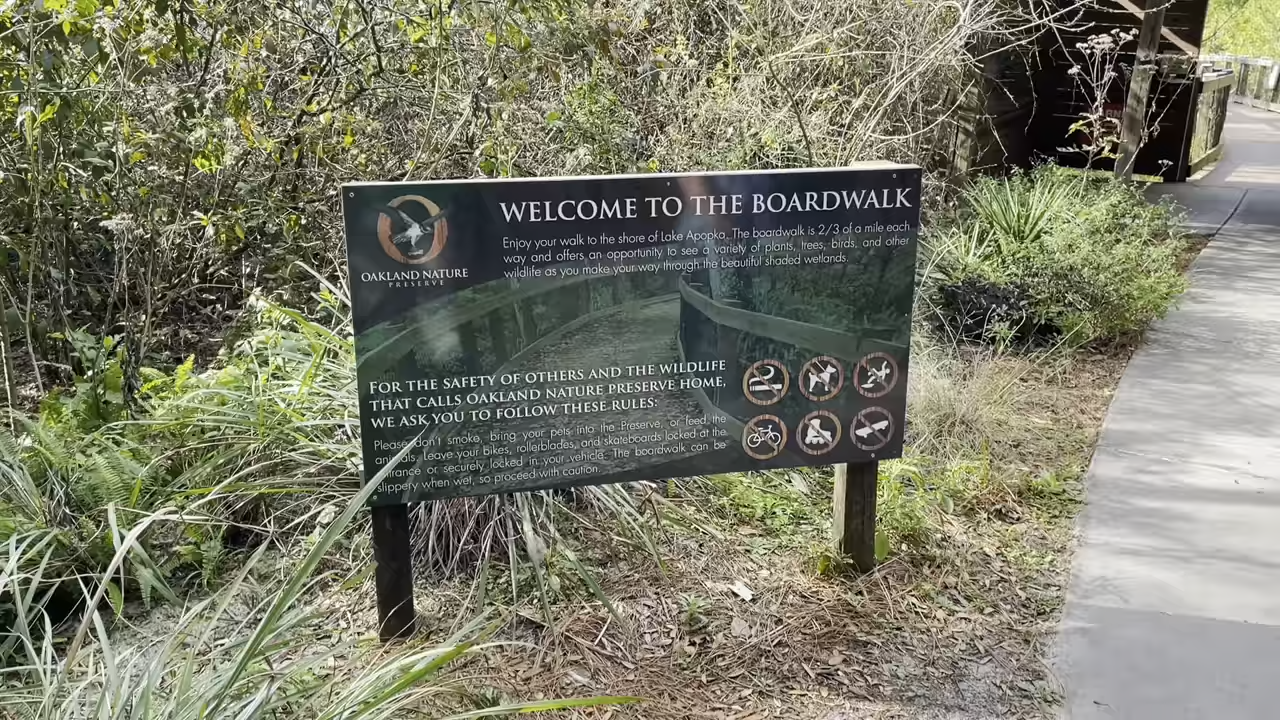 WELCOME TO THE BOARDWALK
Enjoy your walk to the shore of Lake Apopka. The boardwalk is 2/3 of a mile each
way and offers an opportunity to see a variety of plants, trees, birds, and other
wildlife as you make your way through the beautiful shaded wetlands.
OAKLAND NATURE
PRESERVE
FOR THE SAFETY OF OTHERS AND THE WILDLIFE
THAT CALLS OAKLAND NATURE PRESERVE HOME,
WE ASK YOU TO FOLLOW THESE RULES:
Please don't smoke, bring your pets into the Preserve, or feed the
animals. Leave your bikes, rollerblades, and skateboards locked at the
entrance or securely locked in your vehicle. The boardwalk can be
slippery when wet, so proceed with caution.